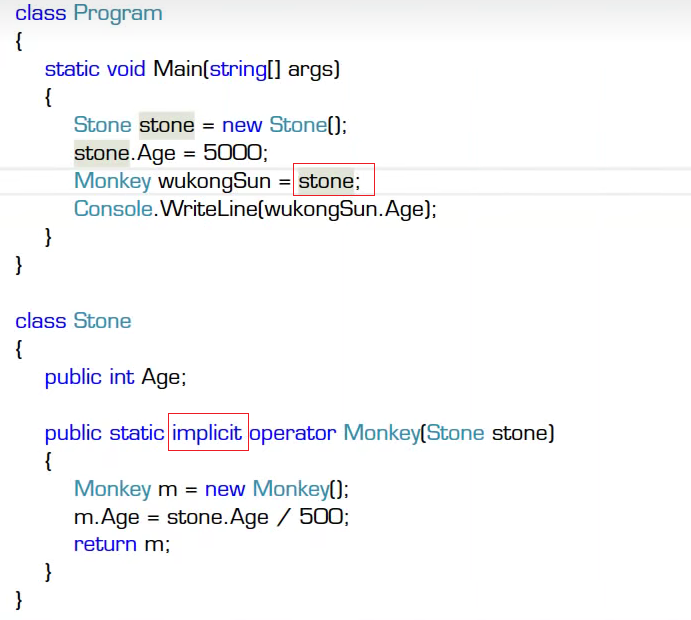 class Program
{
static void Main(string[] args)
{
Stone stone = new Stone();
stone.Age = 5000;
Monkey wukongSun = stone;
Console.WriteLine(wukongSun.Age);
}
}
class Stone
{
public int Age;
public static implicit operator Monkey(Stone stone)
{
Monkey m = new Monkey();
m.Age = stone.Age / 500;
return m;
}
}